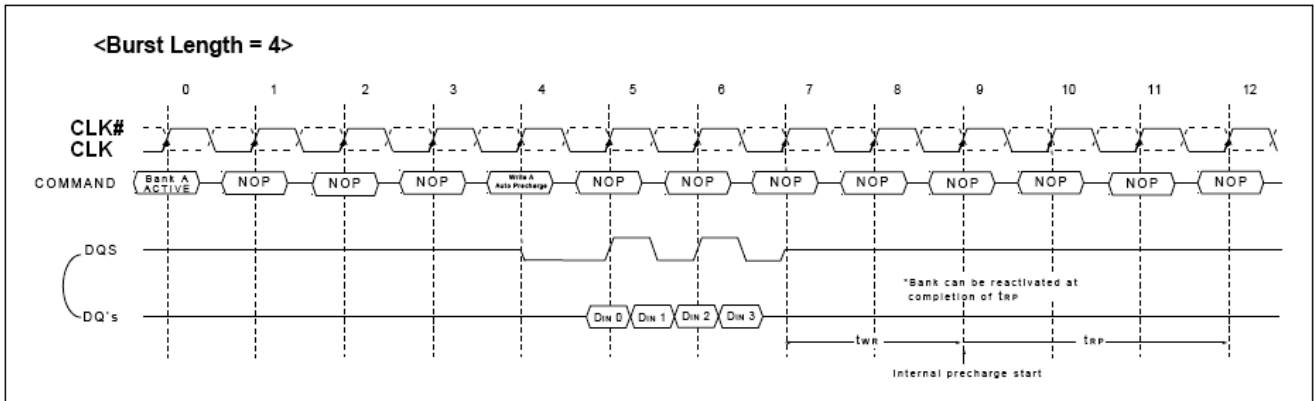 <Burst Length = 4>
0 1 2 3 4 5 6 7 8 9 10 11 12
CLK#
CLK
COMMAND Bank A ACTIVE NOP NOP NOP Write A Auto Precharge NOP NOP NOP NOP NOP NOP NOP NOP
DQS
*Bank can be reactivated at
completion of tRP
DQ's DIN 0 DIN 1 DIN 2 DIN 3
tWR tRP
Internal precharge start